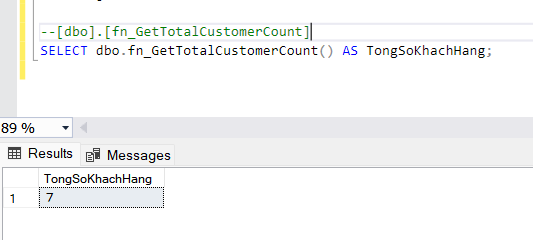 --[dbo].[fn_GetTotalCustomerCount]
SELECT dbo.fn_GetTotalCustomerCount() AS TongSoKhachHang;
89 %
Results Messages
TongSoKhachHang
1 7